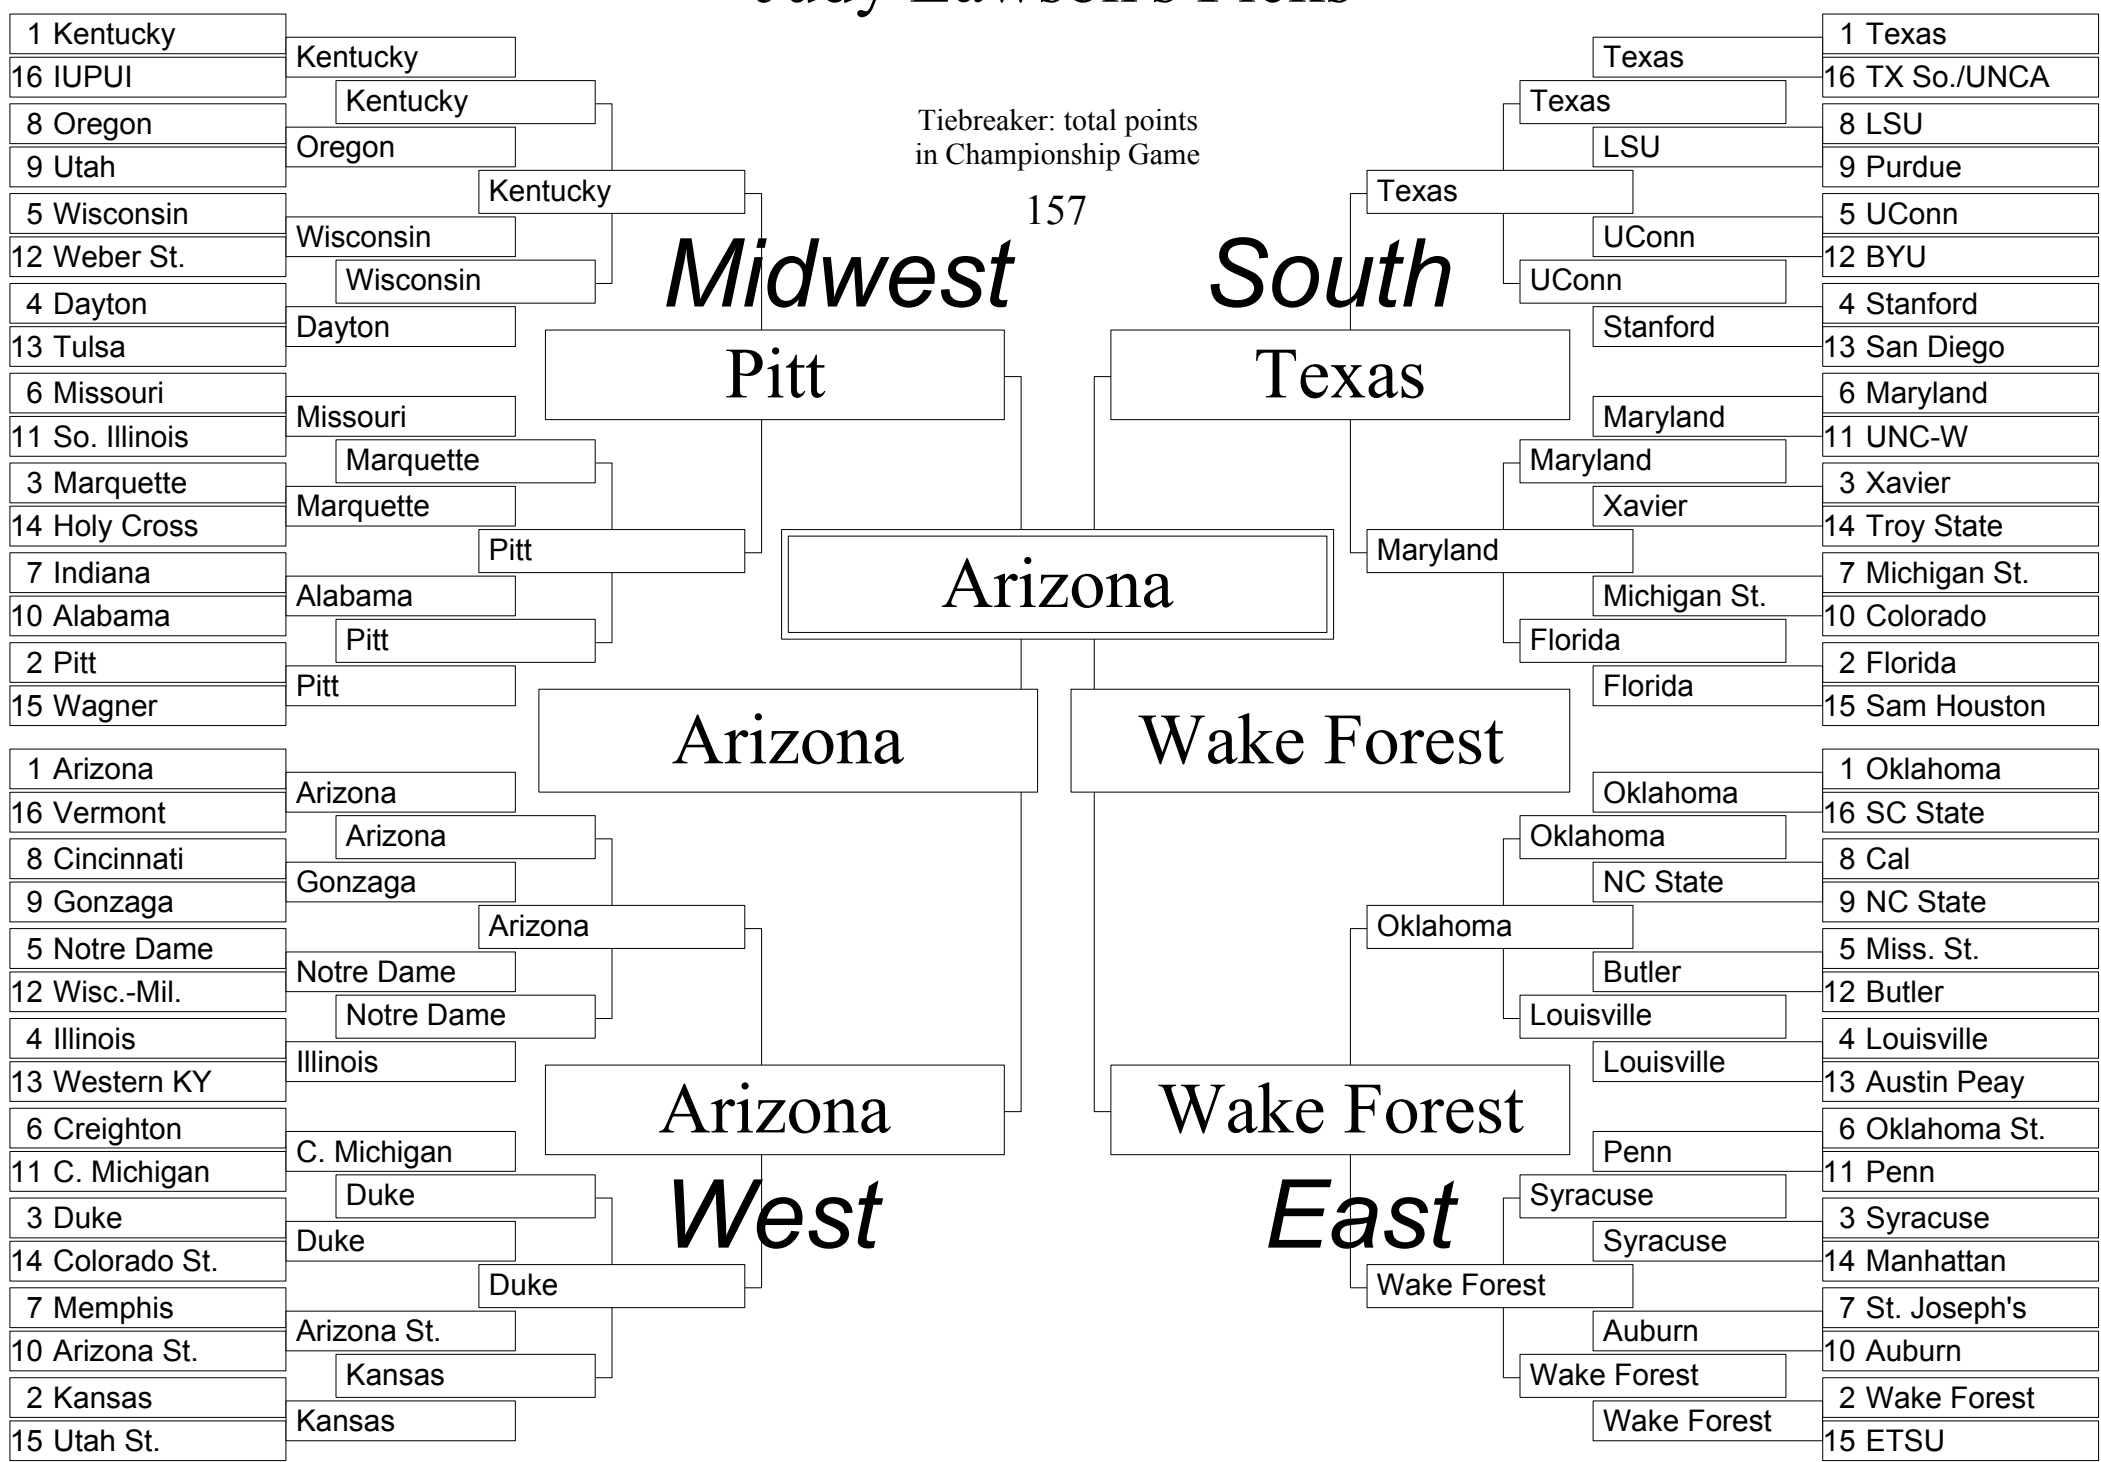 Judy Lawson's Picks
1 Kentucky
16 IUPUI
8 Oregon
9 Utah
5 Wisconsin
12 Weber St.
4 Dayton
13 Tulsa
6 Missouri
11 So. Illinois
3 Marquette
14 Holy Cross
7 Indiana
10 Alabama
2 Pitt
15 Wagner
Kentucky
Oregon
Wisconsin
Dayton
Missouri
Marquette
Alabama
Pitt
Kentucky
Wisconsin
Marquette
Pitt
Kentucky
Pitt
Midwest
Pitt
1 Arizona
16 Vermont
8 Cincinnati
9 Gonzaga
5 Notre Dame
12 Wisc.-Mil.
4 Illinois
13 Western KY
6 Creighton
11 C. Michigan
3 Duke
14 Colorado St.
7 Memphis
10 Arizona St.
2 Kansas
15 Utah St.
Arizona
Gonzaga
Notre Dame
Illinois
C. Michigan
Duke
Arizona St.
Kansas
Arizona
Notre Dame
Duke
Kansas
Arizona
Duke
Arizona
West
Tiebreaker: total points
in Championship Game
157
Arizona
Arizona
Wake Forest
South
Texas
Texas
Maryland
Texas
UConn
Maryland
Florida
Texas
LSU
UConn
Stanford
Maryland
Xavier
Michigan St.
Florida
1 Texas
16 TX So./UNCA
8 LSU
9 Purdue
5 UConn
12 BYU
4 Stanford
13 San Diego
6 Maryland
11 UNC-W
3 Xavier
14 Troy State
7 Michigan St.
10 Colorado
2 Florida
15 Sam Houston
Wake Forest
East
Oklahoma
Wake Forest
Oklahoma
Louisville
Syracuse
Wake Forest
Oklahoma
NC State
Butler
Louisville
Penn
Syracuse
Auburn
Wake Forest
1 Oklahoma
16 SC State
8 Cal
9 NC State
5 Miss. St.
12 Butler
4 Louisville
13 Austin Peay
6 Oklahoma St.
11 Penn
3 Syracuse
14 Manhattan
7 St. Joseph's
10 Auburn
2 Wake Forest
15 ETSU